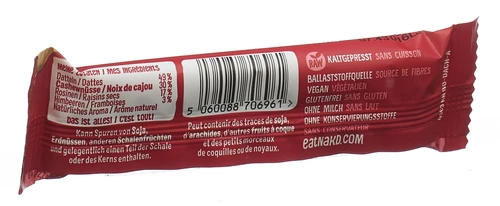 Meine Zutaten / Mes Ingrédients
Datteln / Dattes 49 %
Cashewnüsse / Noix de cajou 30 %
Rosinen / Raisins secs 17 %
Himbeeren / Framboises 3 %
Natürliches Aroma / Arôme naturel
Das ist alles! / C'est tout!
Kann Spuren von Soja,
Erdnüssen, anderen Schalenfrüchten
und gelegentlich einen Teil der Schale
oder des Kerns enthalten.
5 060088 706961 >
Peut contenir des traces de soja,
d'arachides, d'autres fruits à coque
et des petits morceaux
de coquilles ou de noyaux.
RAW
KALTGEPRESST SANS CUISSON
BALLASTSTOFFQUELLE SOURCE DE FIBRES
VEGAN VÉGÉTALIEN
GLUTENFREI SANS GLUTEN
OHNE MILCH SANS LAIT
OHNE KONSERVIERUNGSSTOFFE
SANS CONSERVATEUR
eatNAKD.COM